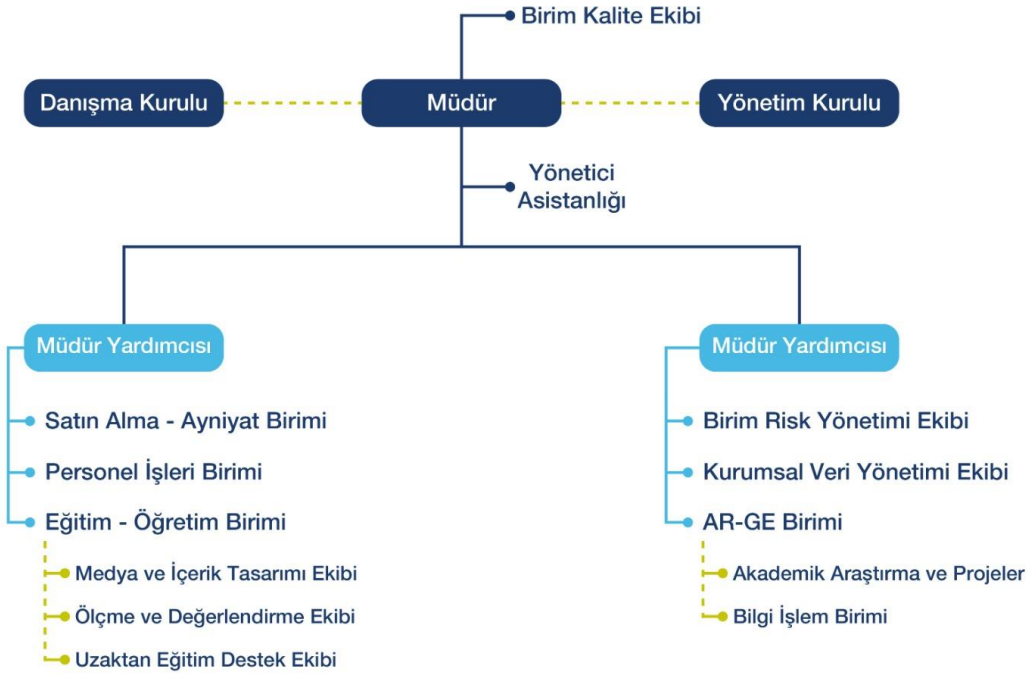 Birim Kalite Ekibi
Danışma Kurulu
Müdür
Yönetim Kurulu
Yönetici
Asistanlığı
Müdür Yardımcısı
Satın Alma - Ayniyat Birimi
Personel İşleri Birimi
Eğitim - Öğretim Birimi
Medya ve İçerik Tasarımı Ekibi
Ölçme ve Değerlendirme Ekibi
Uzaktan Eğitim Destek Ekibi
Müdür Yardımcısı
Birim Risk Yönetimi Ekibi
Kurumsal Veri Yönetimi Ekibi
AR-GE Birimi
Akademik Araştırma ve Projeler
Bilgi İşlem Birimi